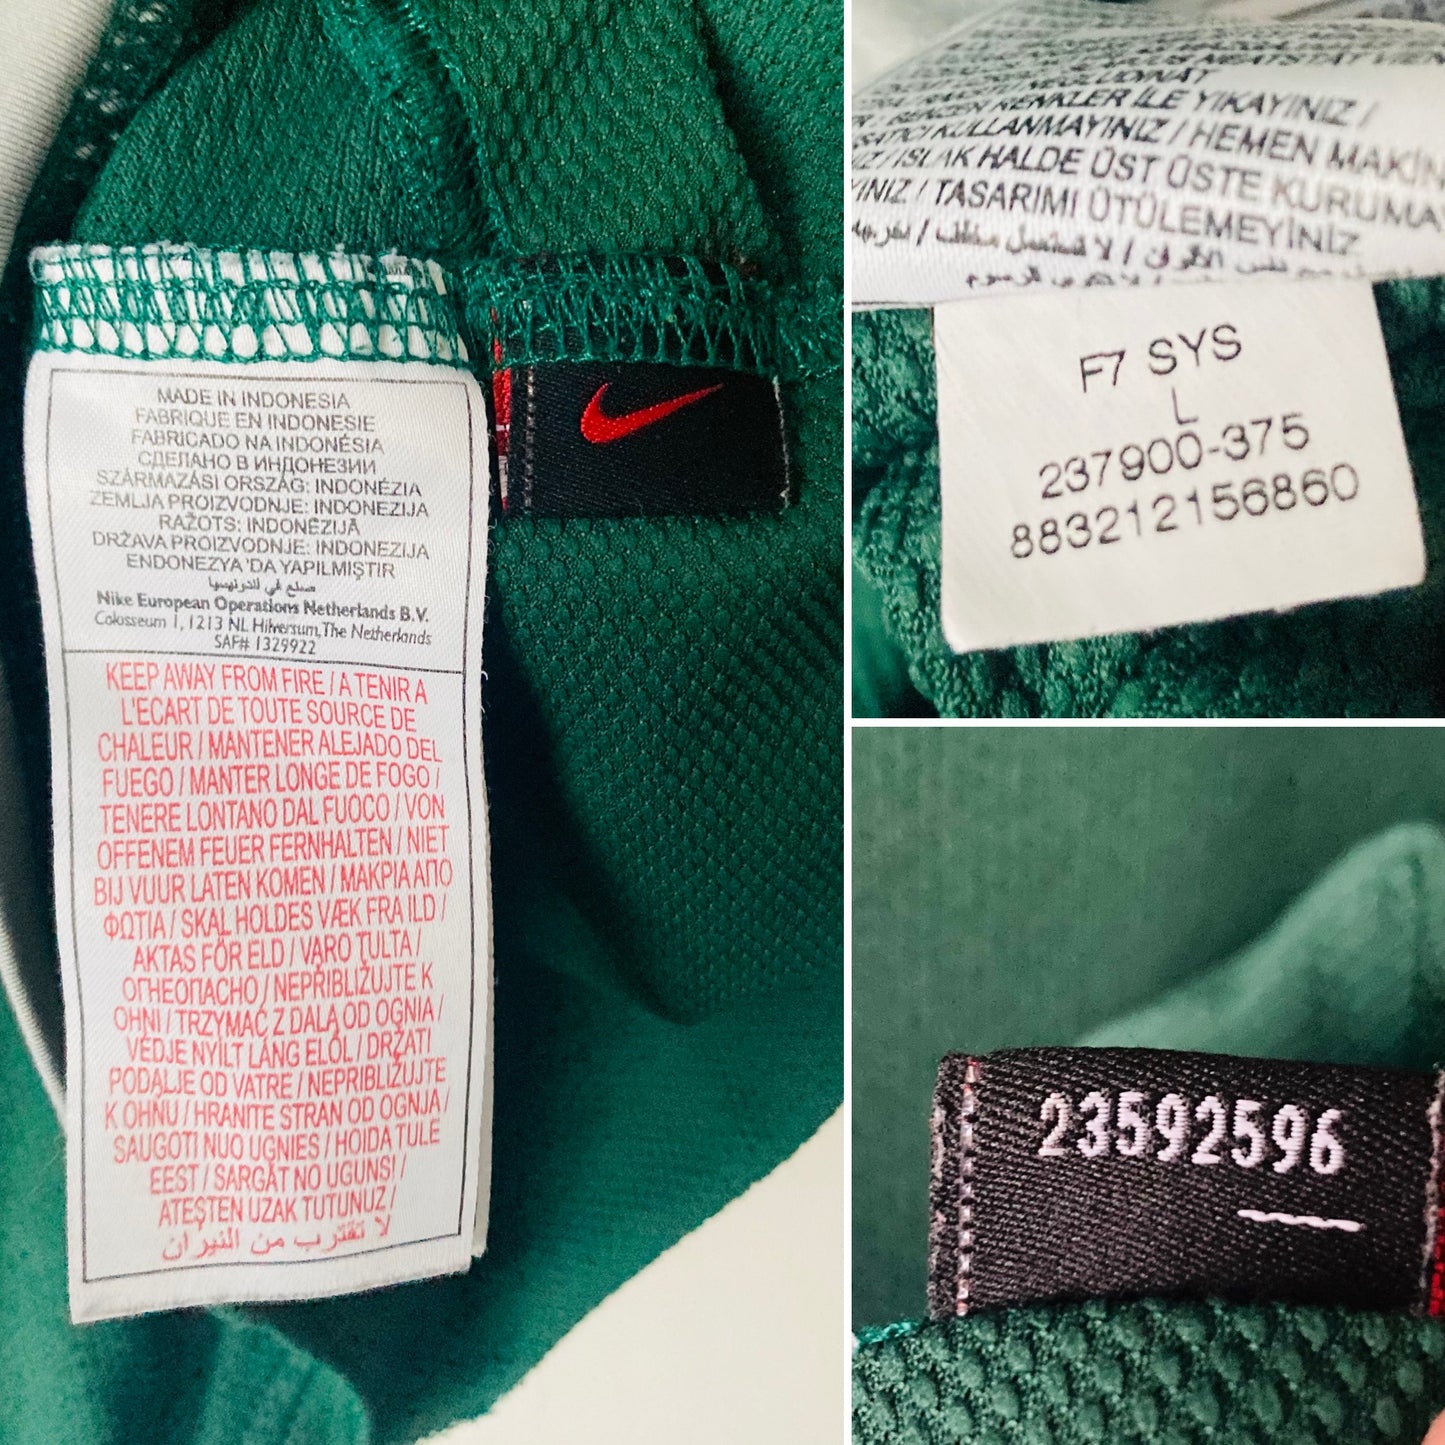 MADE IN INDONESIA
FABRIQUE EN INDONESIE
FABRICADO NA INDONÉSIA
СДЕЛАНО В ИНДОНЕЗИИ
SZÁRMAZÁSI ORSZÁG: INDONÉZIA
ZEMLJA PROIZVODNJE: INDONEZIJA
RAŽOTS: INDONĒZIJĀ
DRŽAVA PROIZVODNJE: INDONEZIJA
ENDONEZYA'DA YAPILMIŞTIR
صنع في اندونيسيا
Nike European Operations Netherlands B.V.
Colosseum 1, 1213 NL Hilversum, The Netherlands
SAF# 1329922
KEEP AWAY FROM FIRE / A TENIR A
L'ECART DE TOUTE SOURCE DE
CHALEUR / MANTENER ALEJADO DEL
FUEGO / MANTER LONGE DE FOGO /
TENERE LONTANO DAL FUOCO / VON
OFFENEM FEUER FERNHALTEN / NIET
BIJ VUUR LATEN KOMEN / ΜΑΚΡΙΑ ΑΠΟ
ΦΩΤΙΑ / SKAL HOLDES VÆK FRA ILD /
AKTAS FÖR ELD / VARO TULTA /
ОГНЕОПАСНО / NEPŘIBLIŽUJTE K
OHNI / TRZYMAĆ Z DALA OD OGNIA /
VÉDJE NYÍLT LÁNG ELŐL / DRŽATI
PODALJE OD VATRE / NEPRIBLIŽUJTE
K OHŇU / HRANITE STRAN OD OGNJA /
SAUGOTI NUO UGNIES / HOIDA TULE
EEST / SARGĀT NO UGUNS! /
ATEŞTEN UZAK TUTUNUZ /
لا تقترب من النيران
BENZER RENKLER İLE YIKAYINIZ /
KULLANMAYINIZ / HEMEN MAKİN
ISLAK HALDE ÜST ÜSTE KURUMA
/ TASARIMI ÜTÜLEMEYİNİZ
F7 SYS
L
237900-375
883212156860
23592596